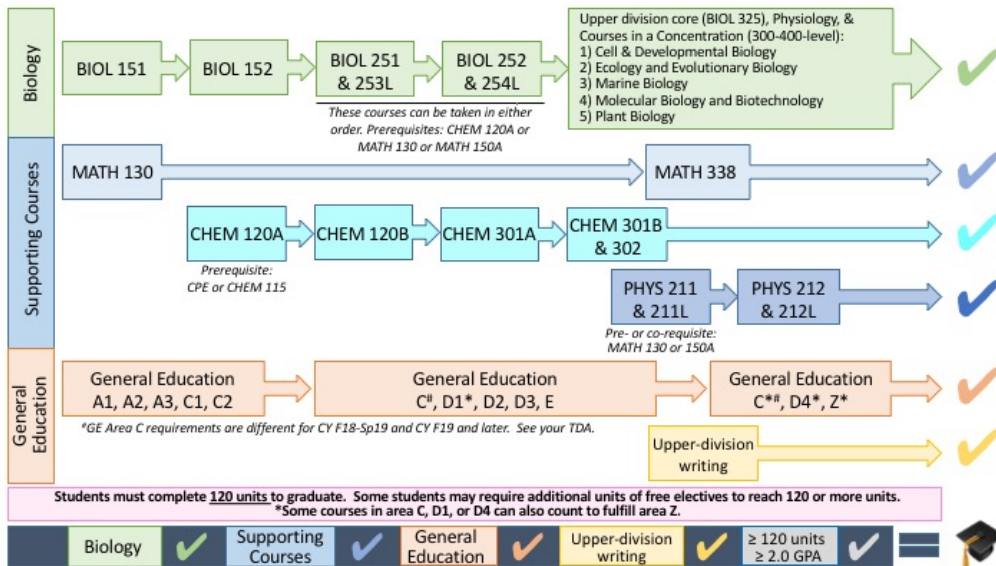 Biology
BIOL 151
BIOL 152
BIOL 251
& 253L
BIOL 252
& 254L
These courses can be taken in either
order. Prerequisites: CHEM 120A or
MATH 130 or MATH 150A
Upper division core (BIOL 325), Physiology, &
Courses in a Concentration (300-400-level):
1) Cell & Developmental Biology
2) Ecology and Evolutionary Biology
3) Marine Biology
4) Molecular Biology and Biotechnology
5) Plant Biology
Supporting Courses
MATH 130
MATH 338
CHEM 120A
Prerequisite:
CPE or CHEM 115
CHEM 120B
CHEM 301A
CHEM 301B
& 302
PHYS 211
& 211L
Pre- or co-requisite:
MATH 130 or 150A
PHYS 212
& 212L
General
Education
General Education
A1, A2, A3, C1, C2
General Education
C#, D1*, D2, D3, E
General Education
C*#, D4*, Z*
#GE Area C requirements are different for CY F18-Sp19 and CY F19 and later. See your TDA.
Upper-division
writing
Students must complete 120 units to graduate. Some students may require additional units of free electives to reach 120 or more units.
*Some courses in area C, D1, or D4 can also count to fulfill area Z.
Biology
Supporting
Courses
General
Education
Upper-division
writing
≥ 120 units
≥ 2.0 GPA